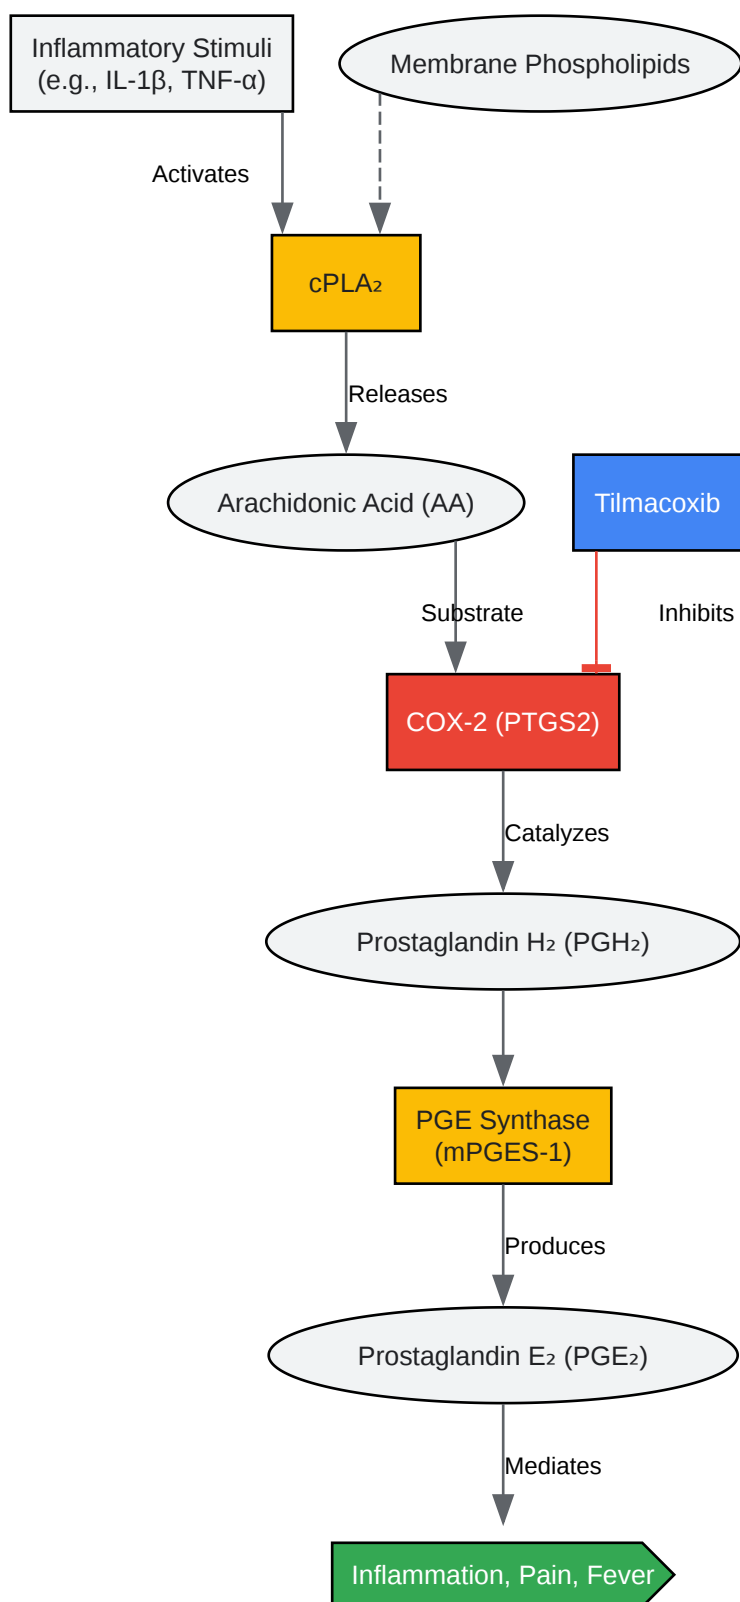 Inflammatory Stimuli
(e.g., IL-1β, TNF-α)
Membrane Phospholipids
Activates
cPLA₂
Releases
Arachidonic Acid (AA)
Tilmacoxib
Substrate
Inhibits
COX-2 (PTGS2)
Catalyzes
Prostaglandin H₂ (PGH₂)
PGE Synthase
(mPGES-1)
Produces
Prostaglandin E₂ (PGE₂)
Mediates
Inflammation, Pain, Fever